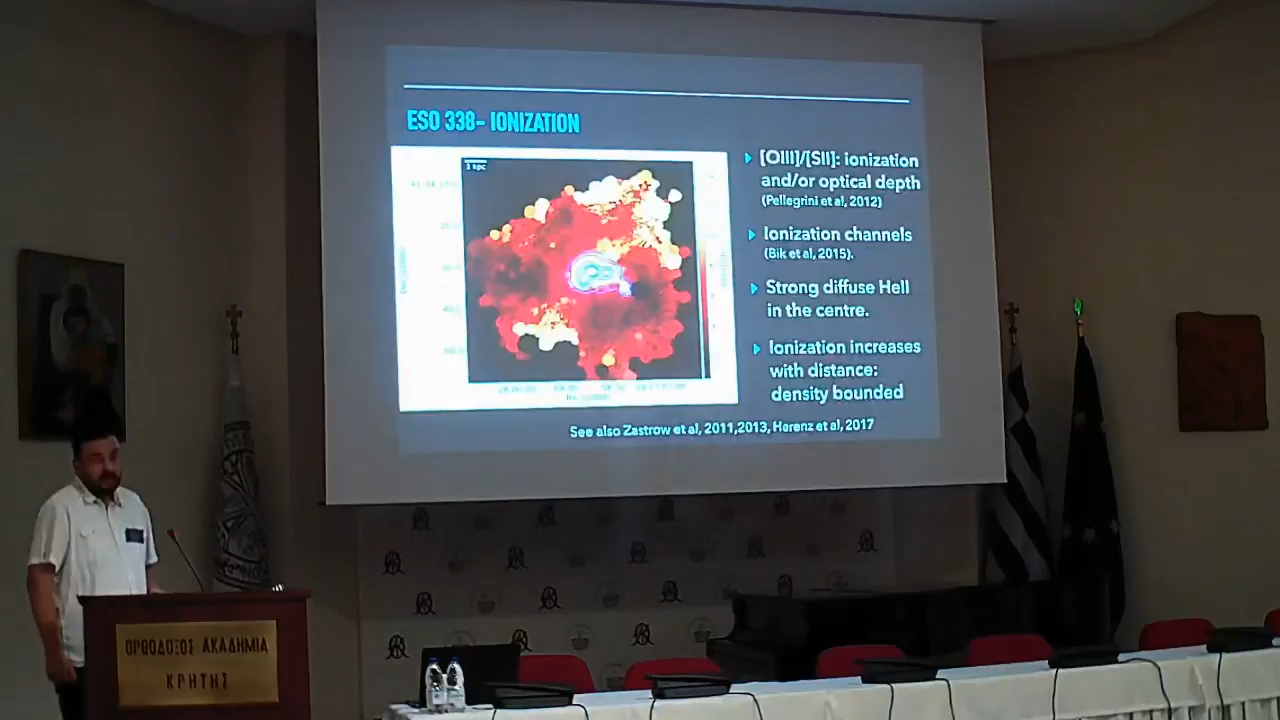 ESO 338- IONIZATION
1 kpc
[OIII]/[SII]: ionization
and/or optical depth
(Pellegrini et al, 2012)
Ionization channels
(Bik et al, 2015).
Strong diffuse HeII
in the centre.
Ionization increases
with distance:
density bounded
See also Zastrow et al, 2011,2013, Herenz et al, 2017
ΟΡΘΟΔΟΞΟΣ ΑΚΑΔΗΜΙΑ
ΚΡΗΤΗΣ